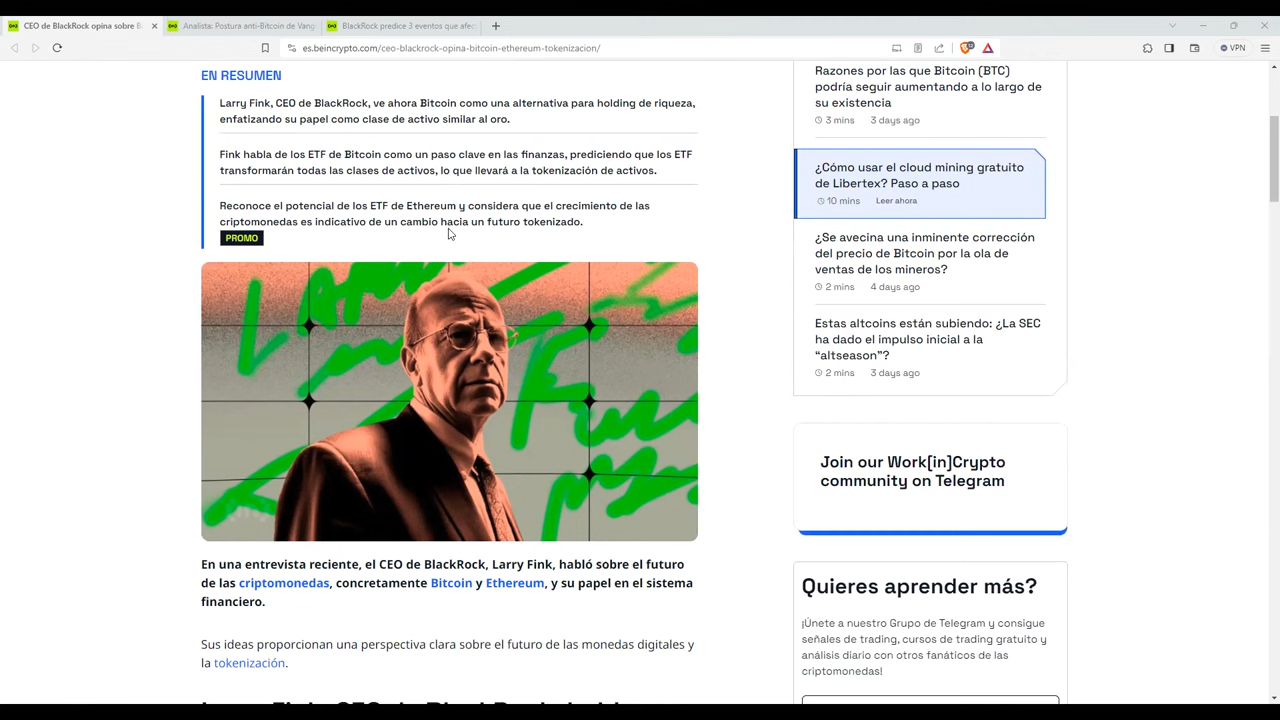 CEO de BlackRock opina sobre B
Analista: Postura anti-Bitcoin de Vang
BlackRock predice 3 eventos que afec
es.beincrypto.com/ceo-blackrock-opina-bitcoin-ethereum-tokenizacion/
VPN
EN RESUMEN
Larry Fink, CEO de BlackRock, ve ahora Bitcoin como una alternativa para holding de riqueza,
enfatizando su papel como clase de activo similar al oro.
Fink habla de los ETF de Bitcoin como un paso clave en las finanzas, prediciendo que los ETF
transformarán todas las clases de activos, lo que llevará a la tokenización de activos.
Reconoce el potencial de los ETF de Ethereum y considera que el crecimiento de las
criptomonedas es indicativo de un cambio hacia un futuro tokenizado.
PROMO
En una entrevista reciente, el CEO de BlackRock, Larry Fink, habló sobre el futuro
de las criptomonedas, concretamente Bitcoin y Ethereum, y su papel en el sistema
financiero.
Sus ideas proporcionan una perspectiva clara sobre el futuro de las monedas digitales y
la tokenización.
Razones por las que Bitcoin (BTC)
podría seguir aumentando a lo largo de
su existencia
3 mins 3 days ago
¿Cómo usar el cloud mining gratuito
de Libertex? Paso a paso
10 mins Leer ahora
¿Se avecina una inminente corrección
del precio de Bitcoin por la ola de
ventas de los mineros?
2 mins 4 days ago
Estas altcoins están subiendo: ¿La SEC
ha dado el impulso inicial a la
“altseason”?
2 mins 3 days ago
Join our Work[in]Crypto
community on Telegram
Quieres aprender más?
¡Únete a nuestro Grupo de Telegram y consigue
señales de trading, cursos de trading gratuito y
análisis diario con otros fanáticos de las
criptomonedas!